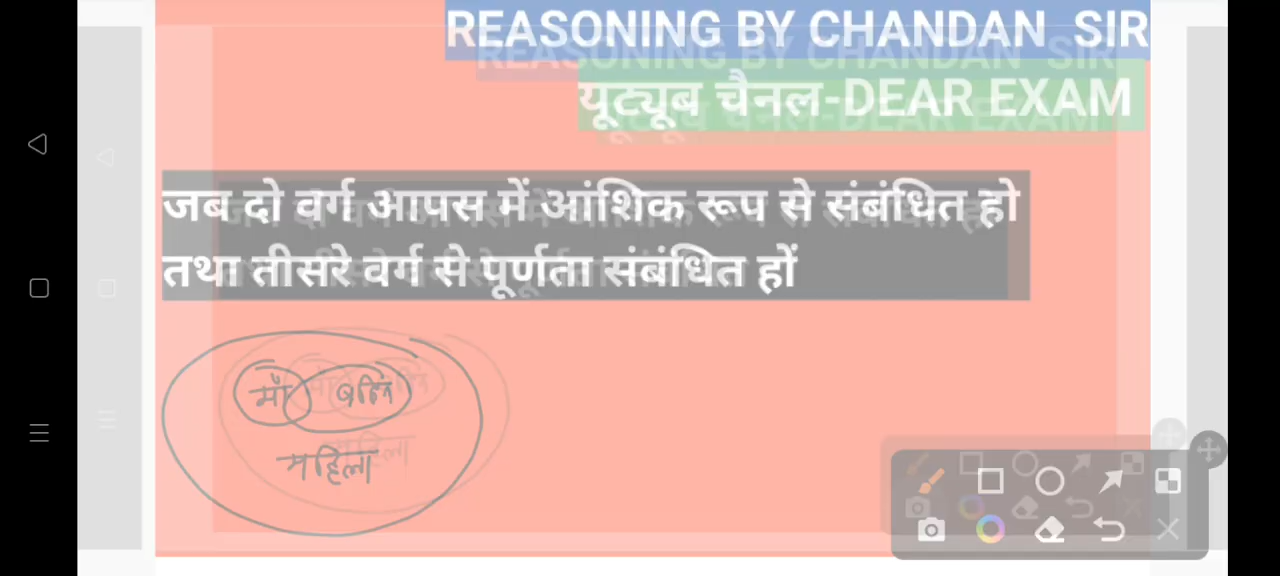 REASONING BY CHANDAN SIR
यूट्यूब चैनल-DEAR EXAM
जब दो वर्ग आपस में आंशिक रूप से संबंधित हो
तथा तीसरे वर्ग से पूर्णता संबंधित हों
माँ बहिन
महिला